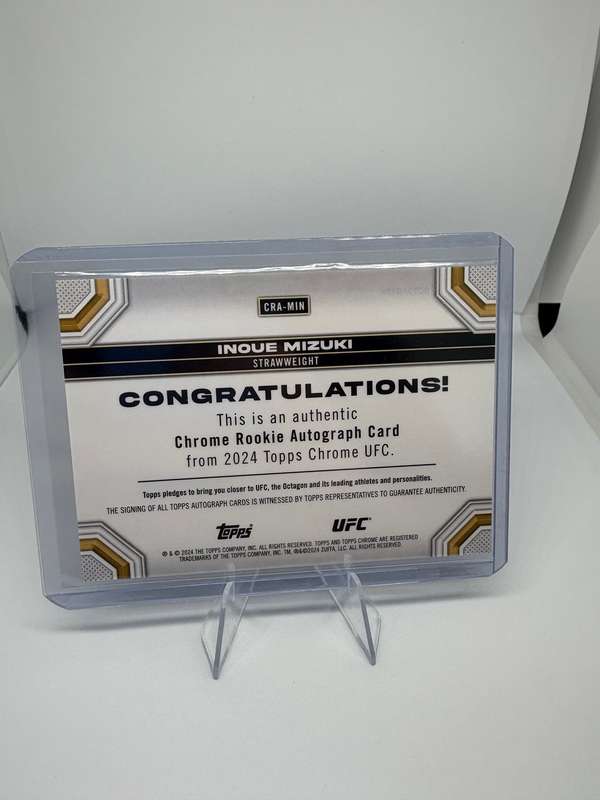 CRA-MIN
INOUE MIZUKI
STRAWWEIGHT
CONGRATULATIONS!
This is an authentic
Chrome Rookie Autograph Card
from 2024 Topps Chrome UFC.
Topps pledges to bring you closer to UFC, the Octagon and its leading athletes and personalities.
THE SIGNING OF ALL TOPPS AUTOGRAPH CARDS IS WITNESSED BY TOPPS REPRESENTATIVES TO GUARANTEE AUTHENTICITY.
Topps UFC
® & © 2024 THE TOPPS COMPANY, INC. ALL RIGHTS RESERVED. TOPPS AND TOPPS CHROME ARE REGISTERED
TRADEMARKS OF THE TOPPS COMPANY, INC. TM, ®&©2024 ZUFFA, LLC. ALL RIGHTS RESERVED.